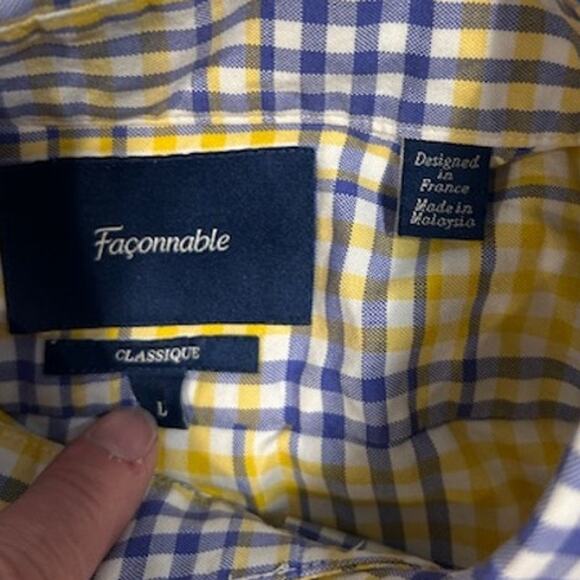 Façonnable
CLASSIQUE
L
Designed
in
France
Made in
Malaysia